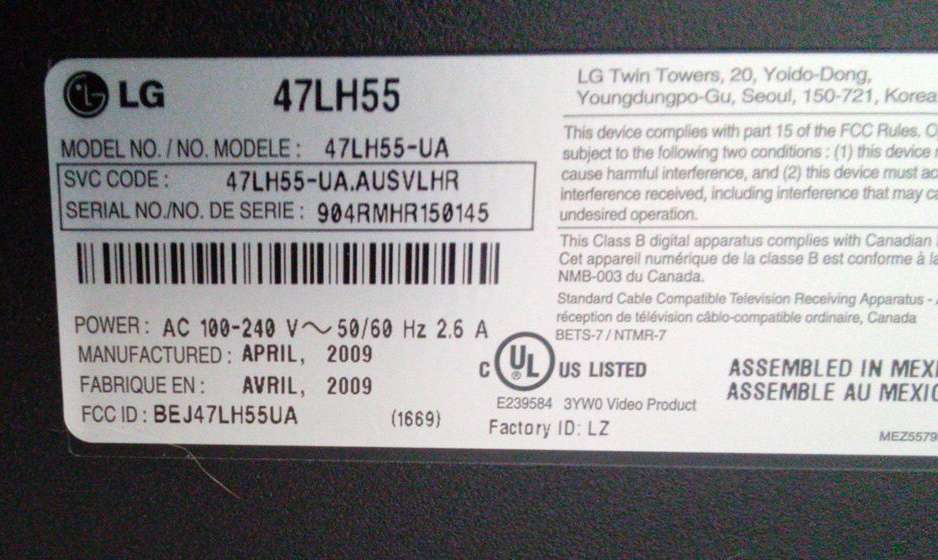 LG 47LH55
MODEL NO. / NO. MODELE : 47LH55-UA
SVC CODE : 47LH55-UA.AUSVLHR
SERIAL NO./NO. DE SERIE : 904RMHR150145
POWER : AC 100-240 V~ 50/60 Hz 2.6 A
MANUFACTURED : APRIL, 2009
FABRIQUE EN : AVRIL, 2009
FCC ID : BEJ47LH55UA (1669)
LG Twin Towers, 20, Yoido-Dong,
Youngdungpo-Gu, Seoul, 150-721, Korea
This device complies with part 15 of the FCC Rules.
subject to the following two conditions : (1) this device
cause harmful interference, and (2) this device must
interference received, including interference that may
undesired operation.
This Class B digital apparatus complies with Canadian
Cet appareil numérique de la classe B est conforme à
NMB-003 du Canada.
Standard Cable Compatible Television Receiving Apparatus -
réception de télévision câblo-compatible ordinaire, Canada
BETS-7 / NTMR-7
C UL US LISTED
E239584 3YW0 Video Product
Factory ID: LZ
ASSEMBLED IN
ASSEMBLE AU